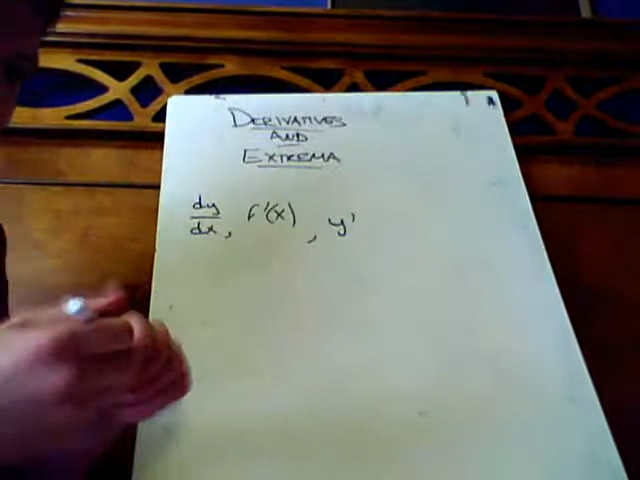 DERIVATIVES
AND
EXTREMA
dy/dx, f'(x), y'